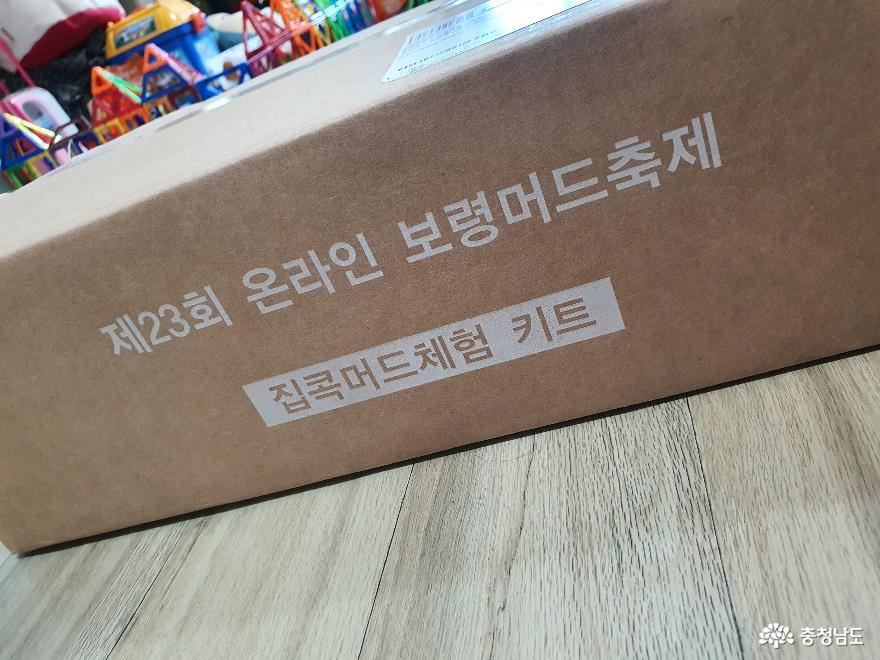 제23회 온라인 보령머드축제
집콕머드체험 키트
충청남도